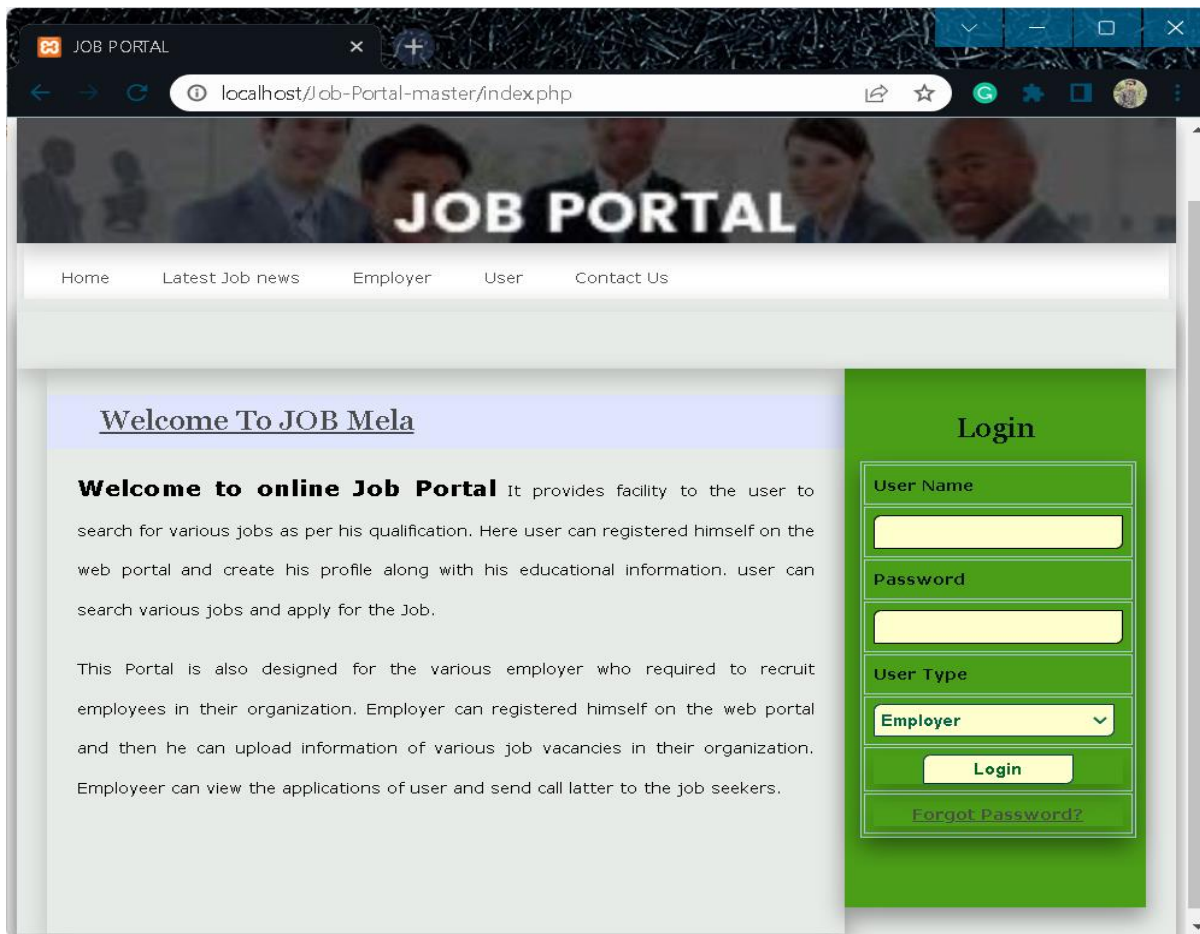 JOB PORTAL
localhost/Job-Portal-master/index.php
JOB PORTAL
Home Latest Job news Employer User Contact Us
Welcome To JOB Mela
Welcome to online Job Portal It provides facility to the user to
search for various jobs as per his qualification. Here user can registered himself on the
web portal and create his profile along with his educational information. user can
search various jobs and apply for the Job.
This Portal is also designed for the various employer who required to recruit
employees in their organization. Employer can registered himself on the web portal
and then he can upload information of various job vacancies in their organization.
Employeer can view the applications of user and send call latter to the job seekers.
Login
User Name
Password
User Type
Employer
Login
Forgot Password?